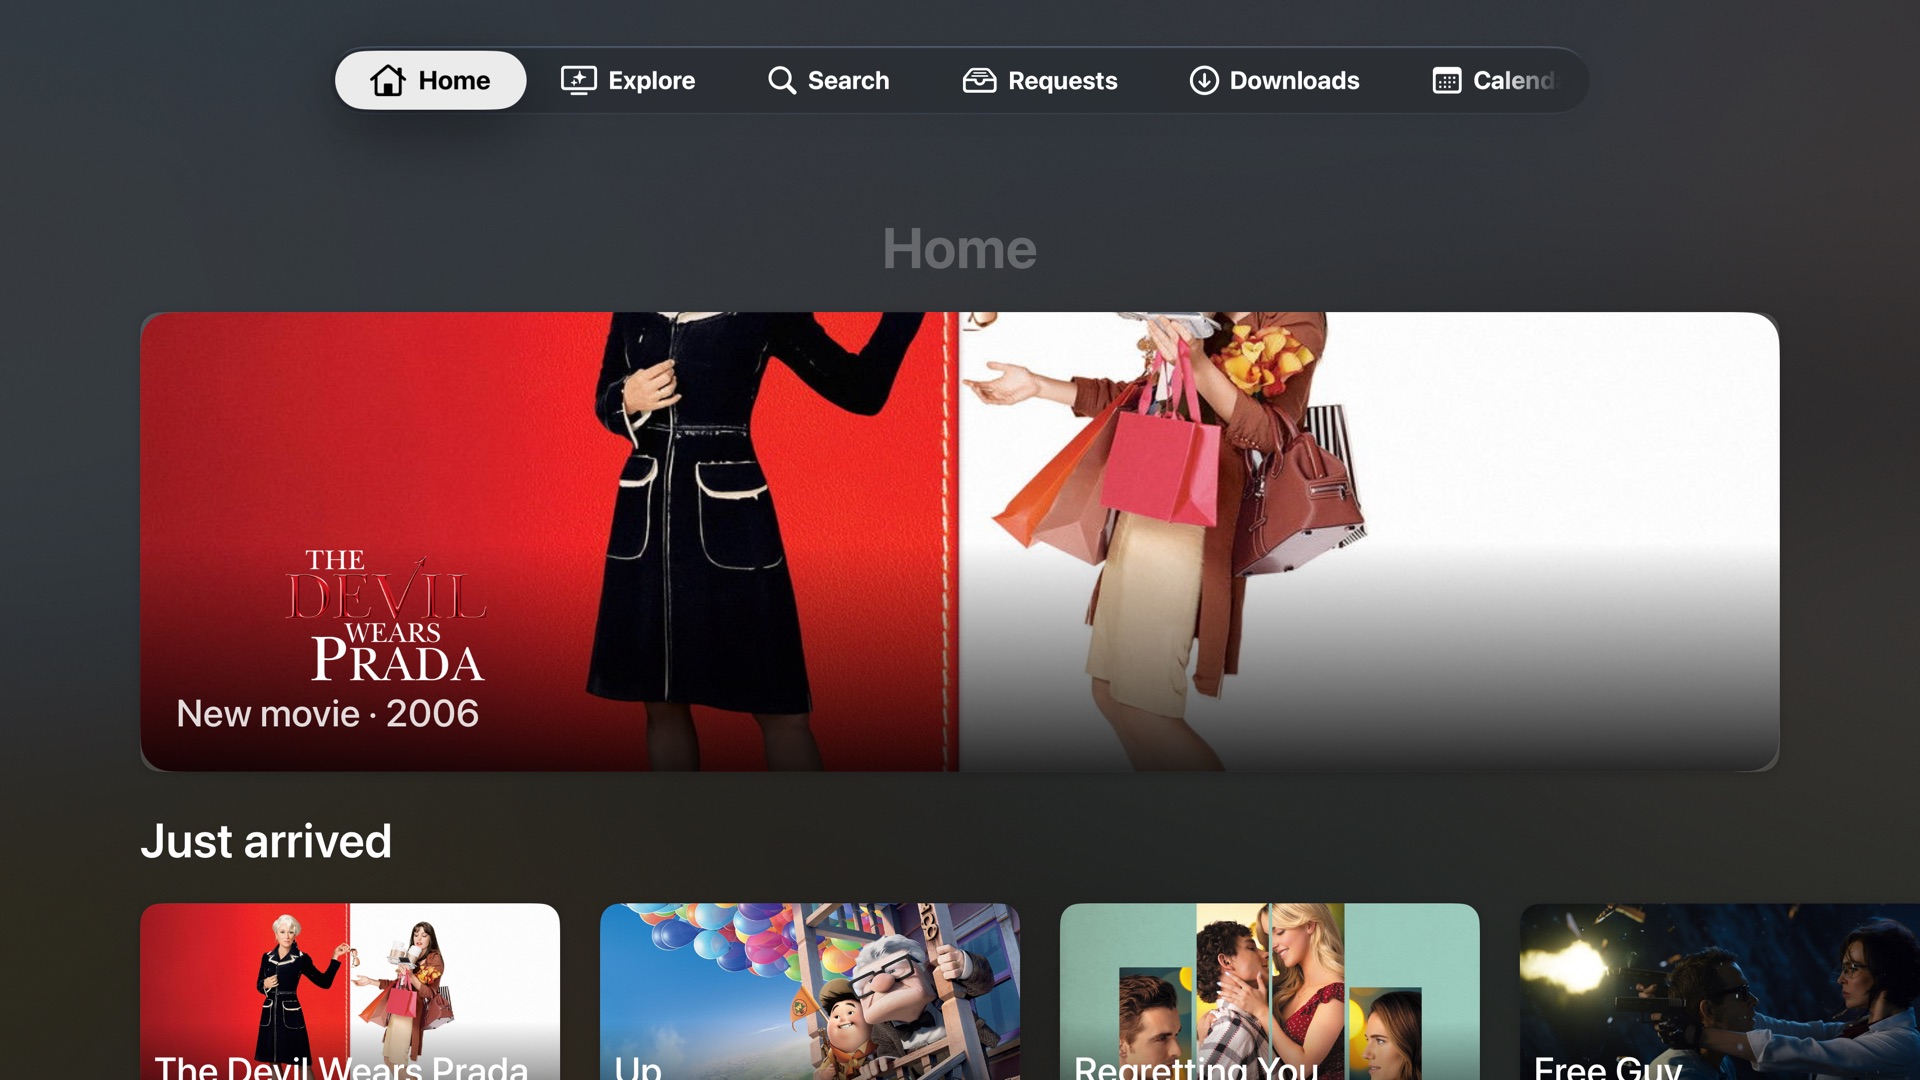 Home
Explore
Search
Requests
Downloads
Calend
Home
THE
DEVIL
WEARS
PRADA
New movie · 2006
Just arrived
The Devil Wears Prada
Up
Regretting You
Free Guy